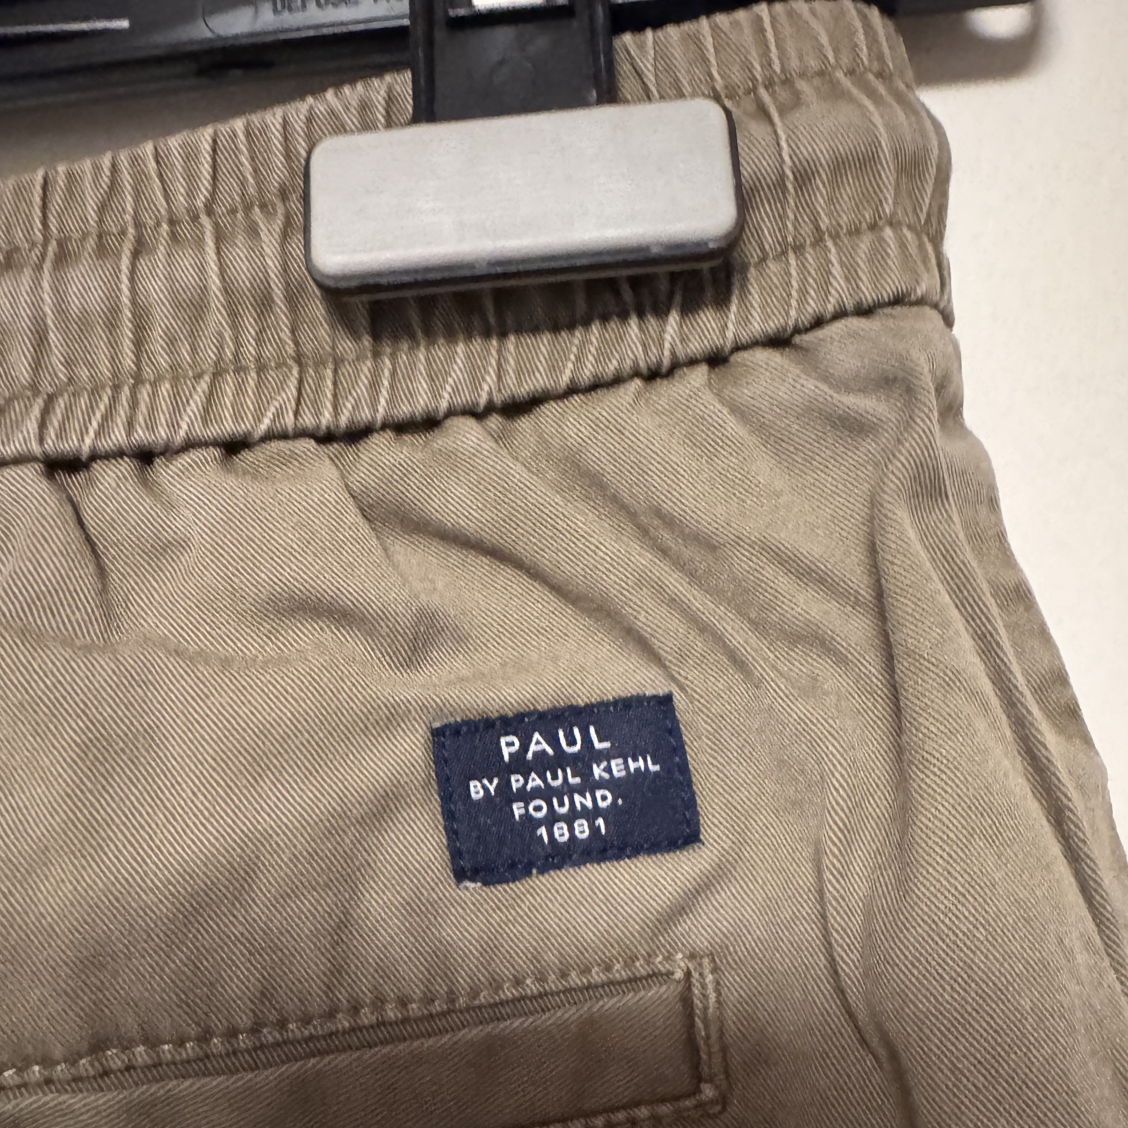 PAUL
BY PAUL KEHL
FOUND.
1881